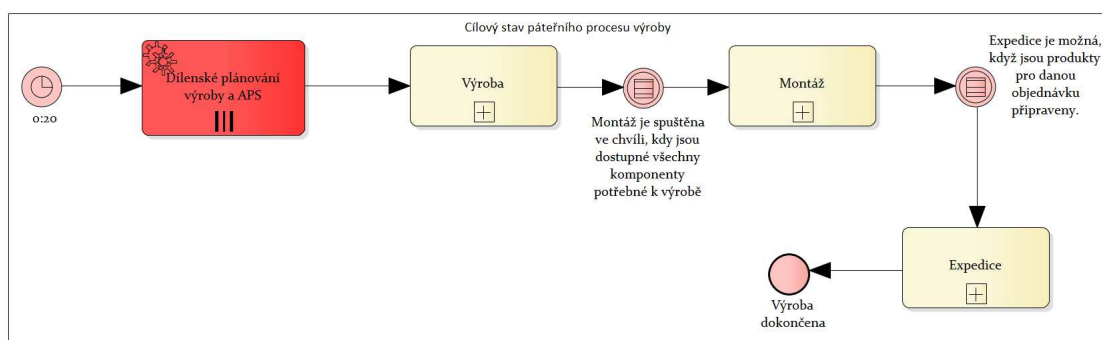 Cílový stav páteřního procesu výroby
0:20
Dílenské plánování
výroby a APS
Výroba
Montáž je spuštěna
ve chvíli, kdy jsou
dostupné všechny
komponenty
potřebné k výrobě
Montáž
Expedice je možná,
když jsou produkty
pro danou
objednávku
připraveny.
Expedice
Výroba
dokončena